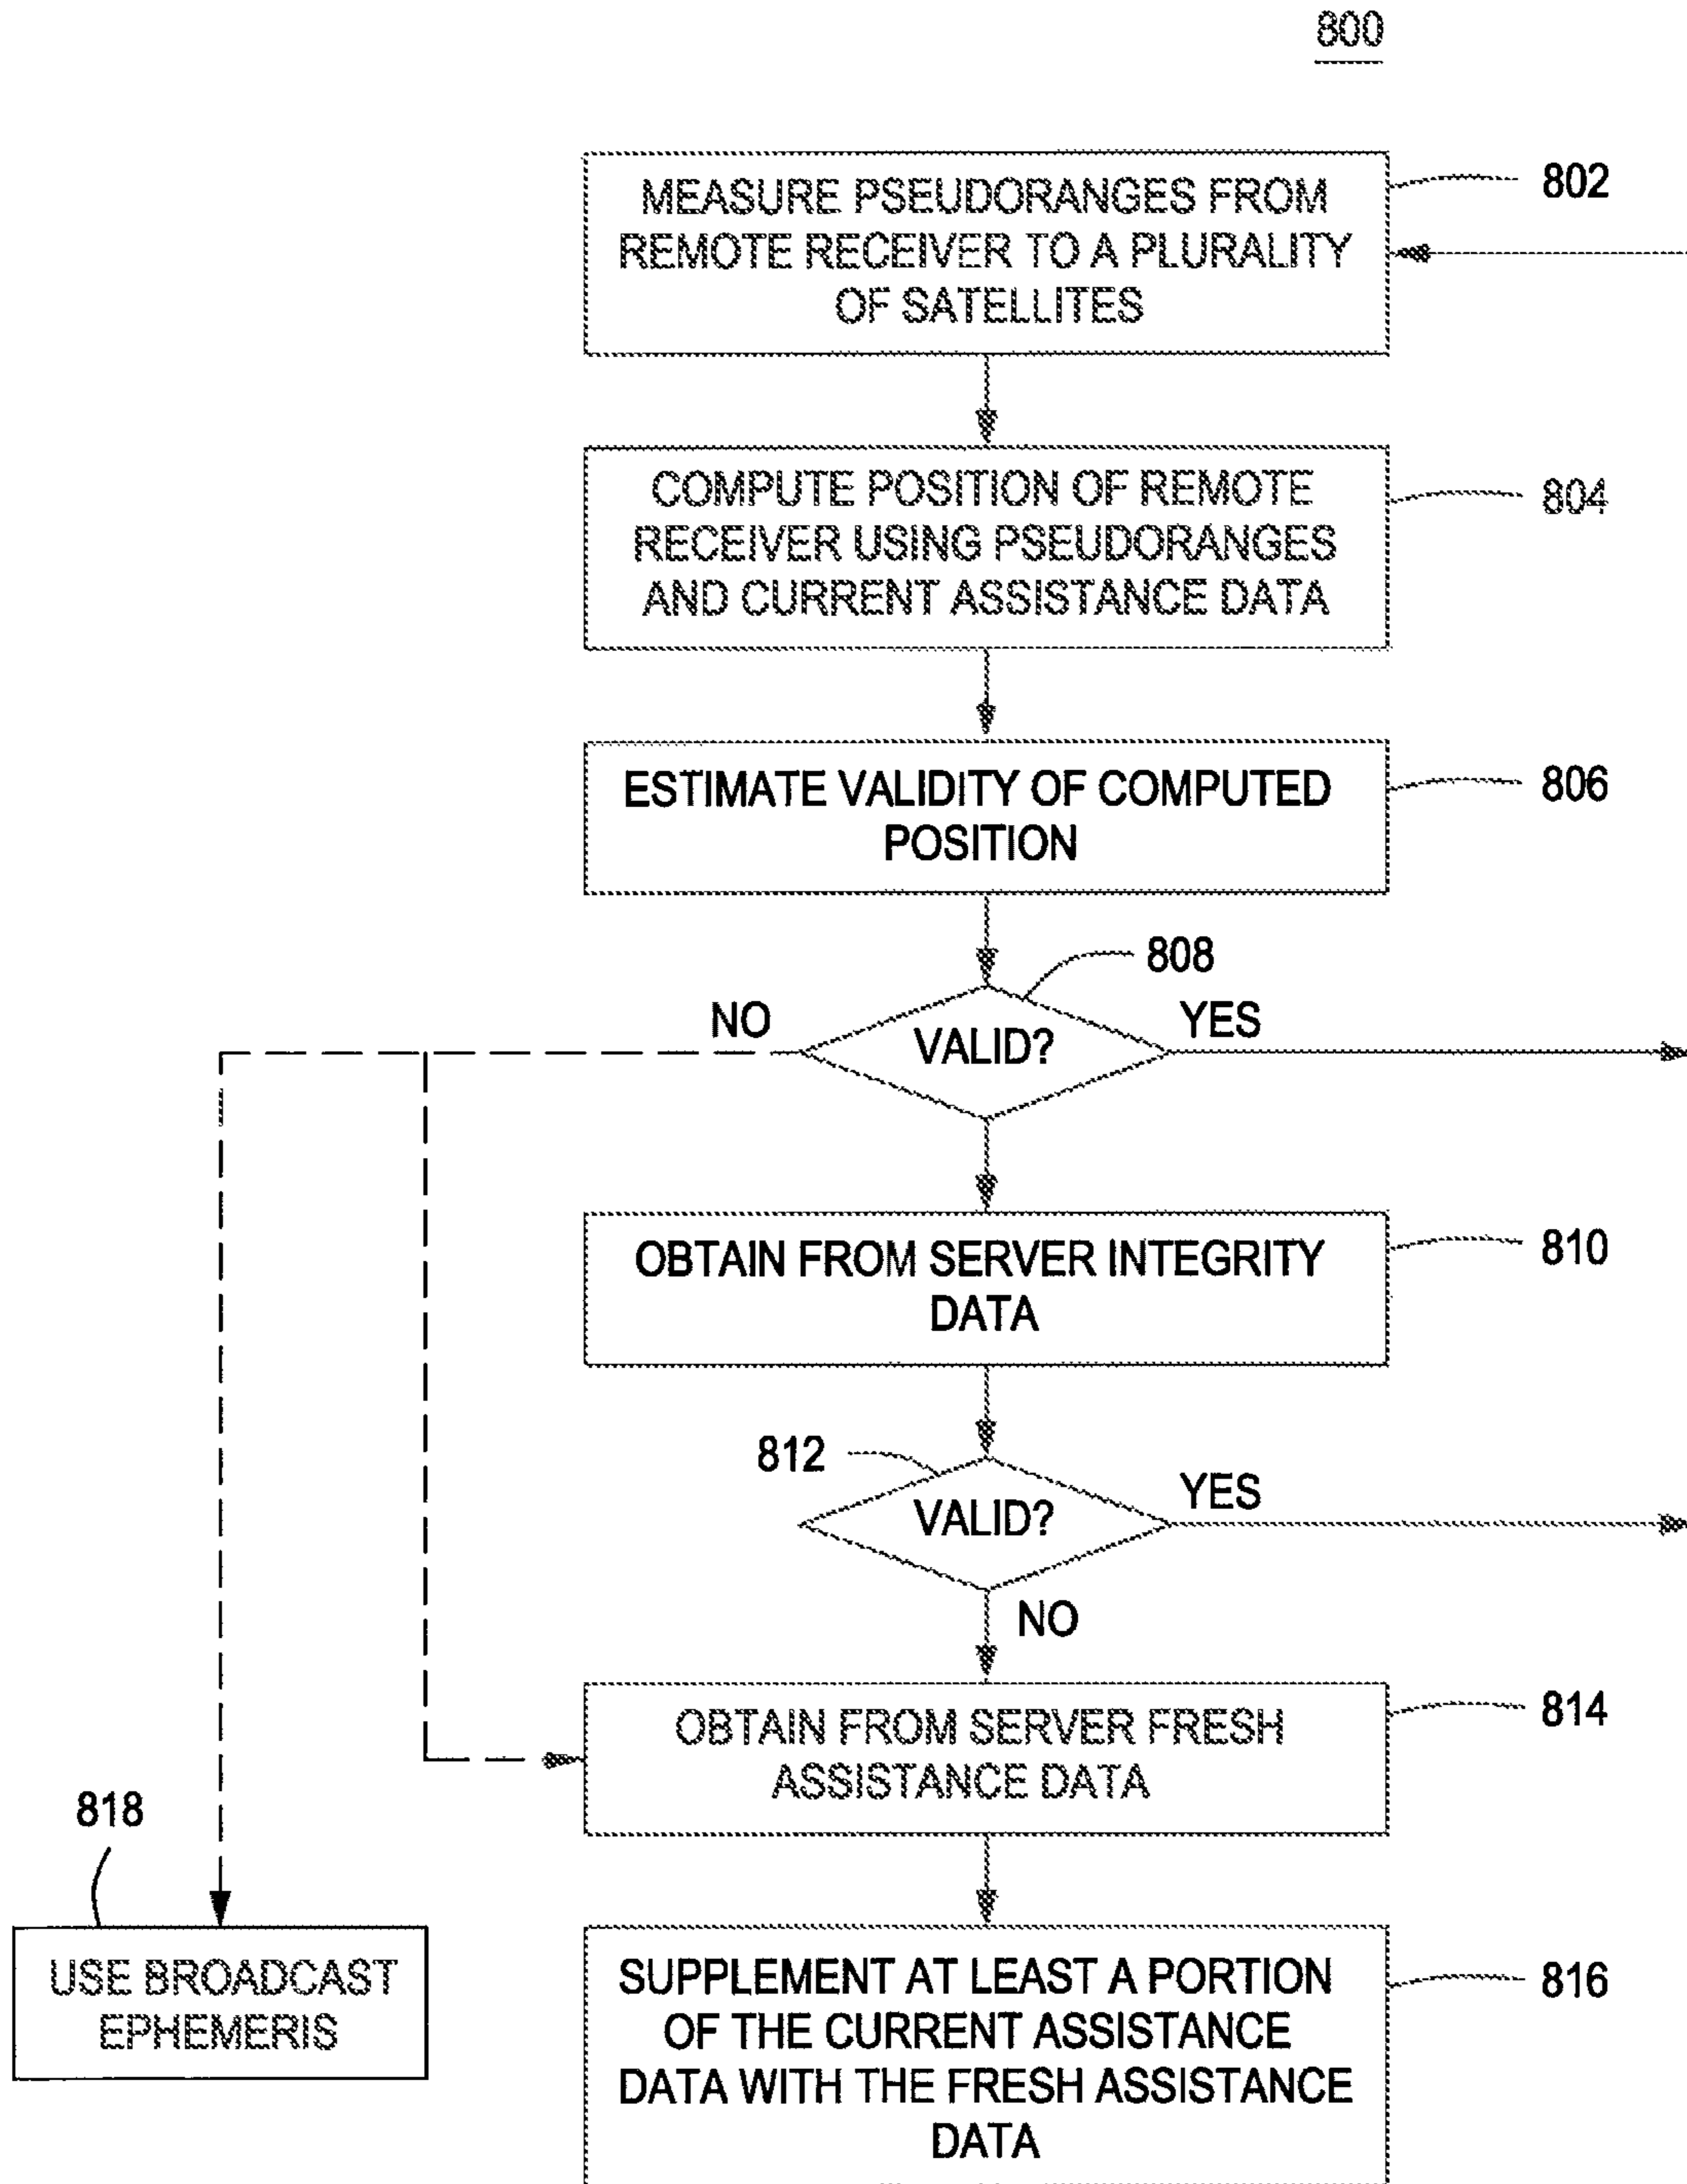 800
MEASURE PSEUDORANGES FROM
REMOTE RECEIVER TO A PLURALITY
OF SATELLITES
802
COMPUTE POSITION OF REMOTE
RECEIVER USING PSEUDORANGES
AND CURRENT ASSISTANCE DATA
804
ESTIMATE VALIDITY OF COMPUTED
POSITION
806
808
NO
VALID?
YES
OBTAIN FROM SERVER INTEGRITY
DATA
810
812
VALID?
YES
NO
OBTAIN FROM SERVER FRESH
ASSISTANCE DATA
814
818
USE BROADCAST
EPHEMERIS
SUPPLEMENT AT LEAST A PORTION
OF THE CURRENT ASSISTANCE
DATA WITH THE FRESH ASSISTANCE
DATA
816